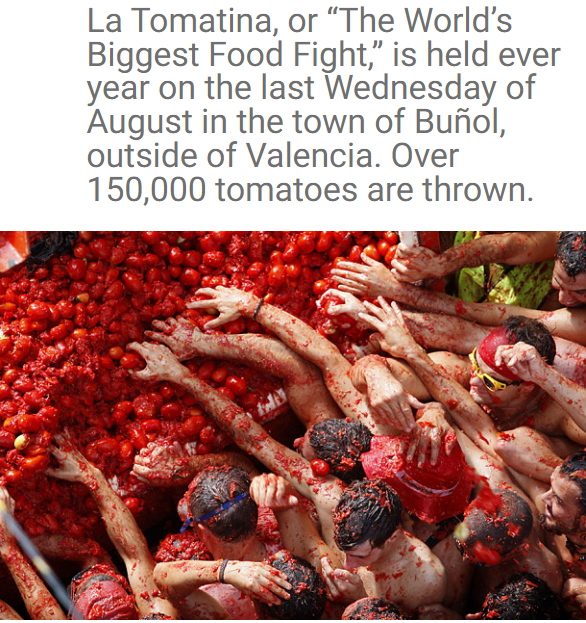 La Tomatina, or “The World’s
Biggest Food Fight,” is held ever
year on the last Wednesday of
August in the town of Buñol,
outside of Valencia. Over
150,000 tomatoes are thrown.